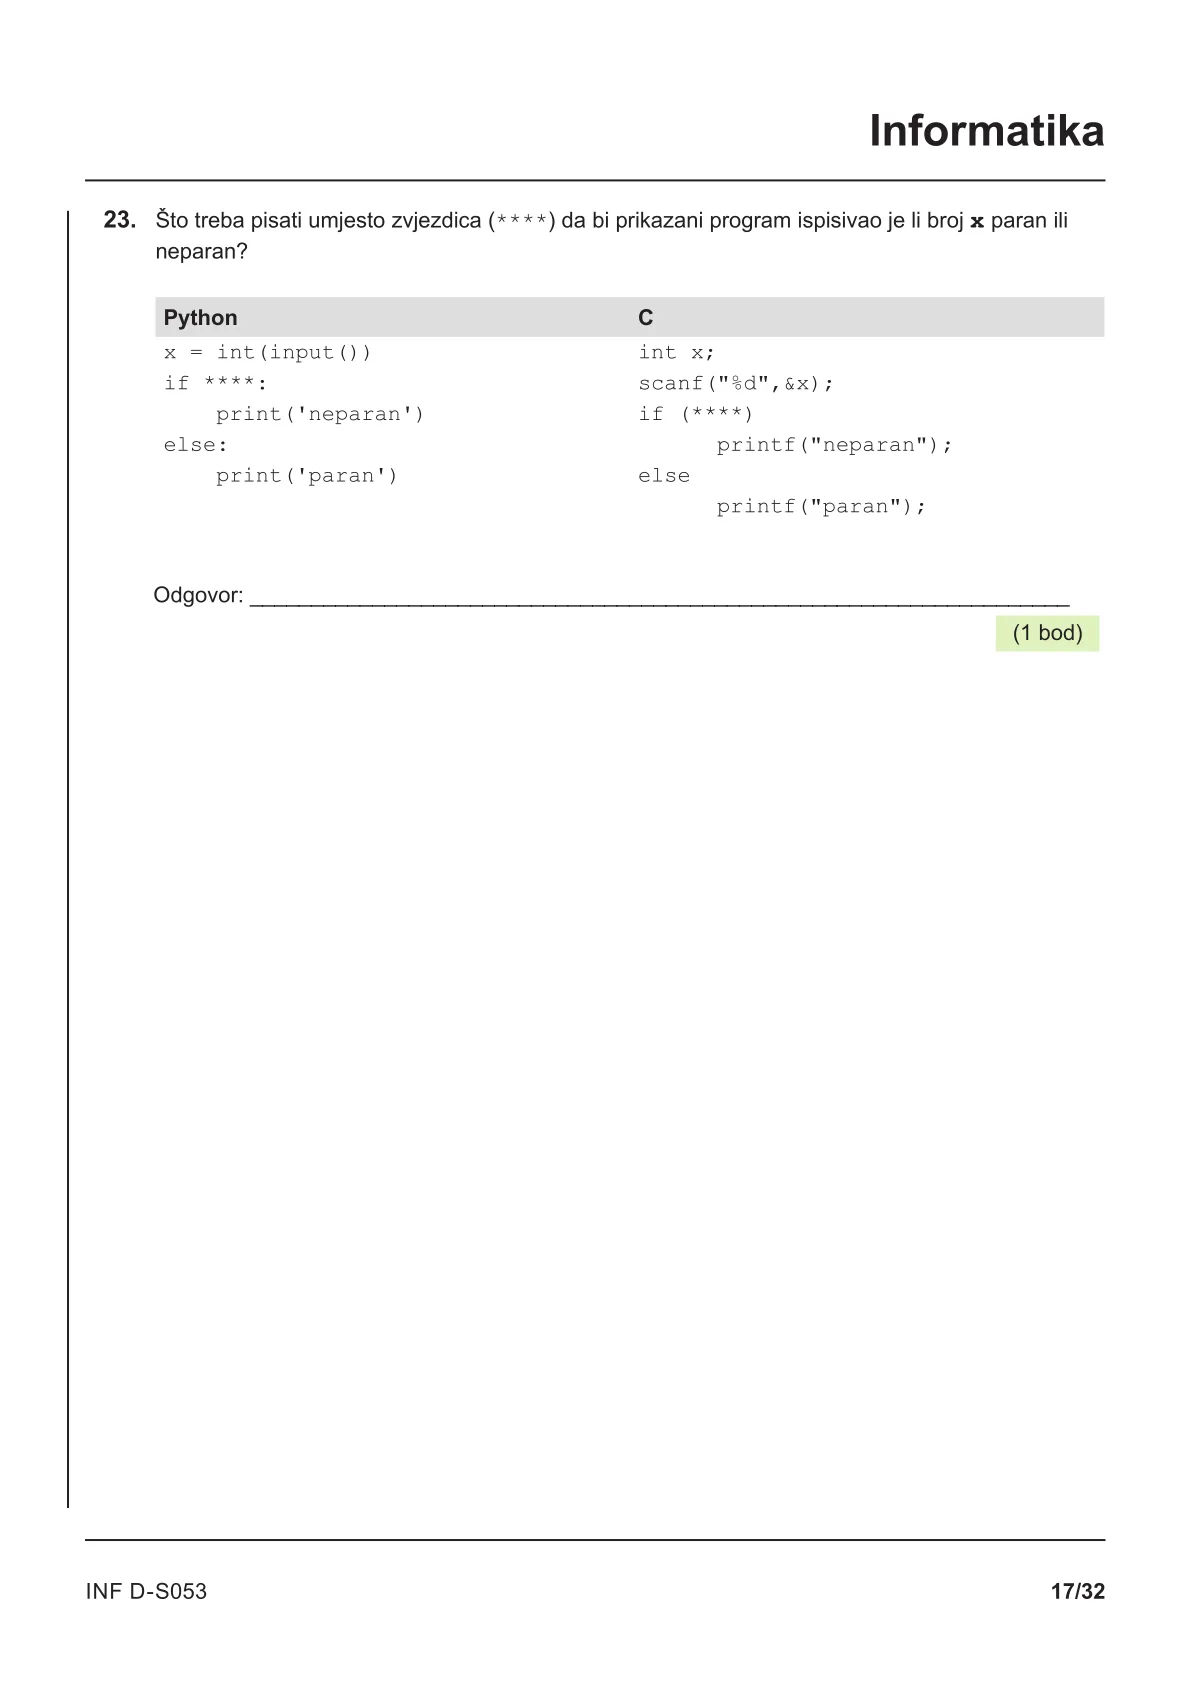 Informatika
23. Što treba pisati umjesto zvjezdica (****) da bi prikazani program ispisivao je li broj x paran ili
neparan?
Python C
x = int(input()) int x;
if ****: scanf("%d",&x);
print('neparan') if (****)
else: printf("neparan");
print('paran') else
printf("paran");
Odgovor: ____________________________________________________________________
(1 bod)
INF D-S053 17/32